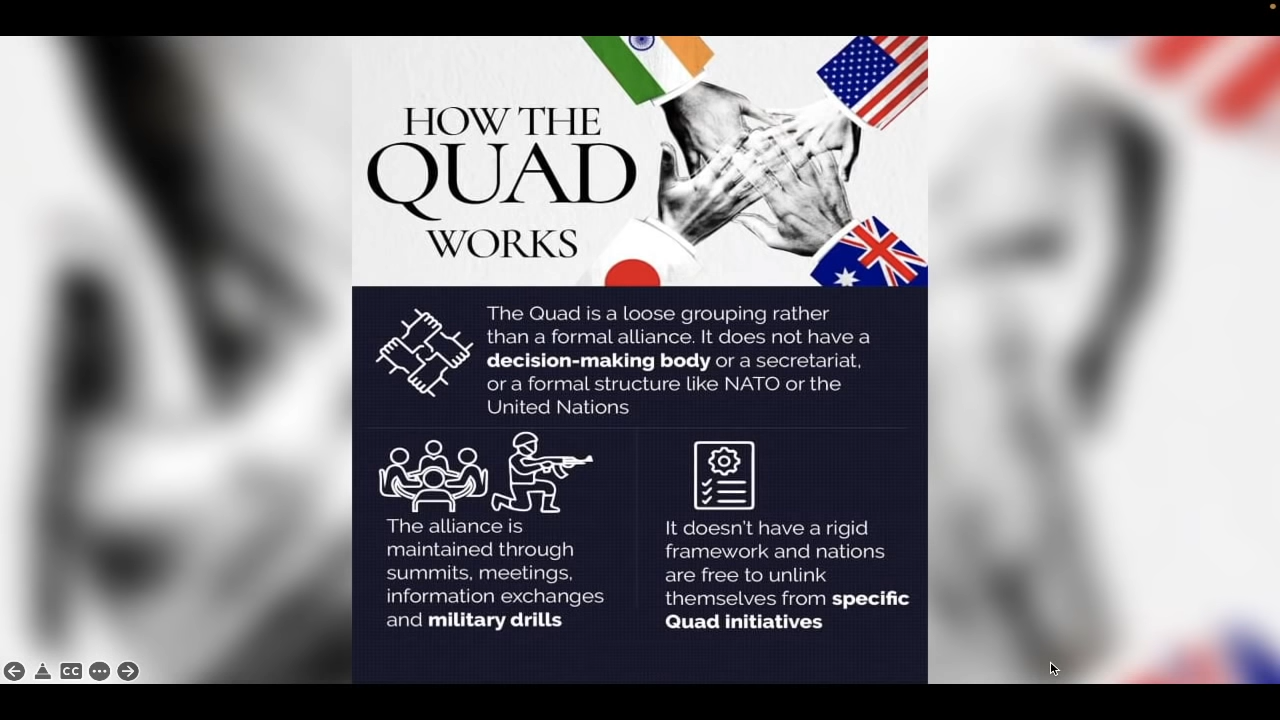 HOW THE
QUAD
WORKS
The Quad is a loose grouping rather
than a formal alliance. It does not have a
decision-making body or a secretariat,
or a formal structure like NATO or the
United Nations
The alliance is
maintained through
summits, meetings,
information exchanges
and military drills
It doesn't have a rigid
framework and nations
are free to unlink
themselves from specific
Quad initiatives
CC